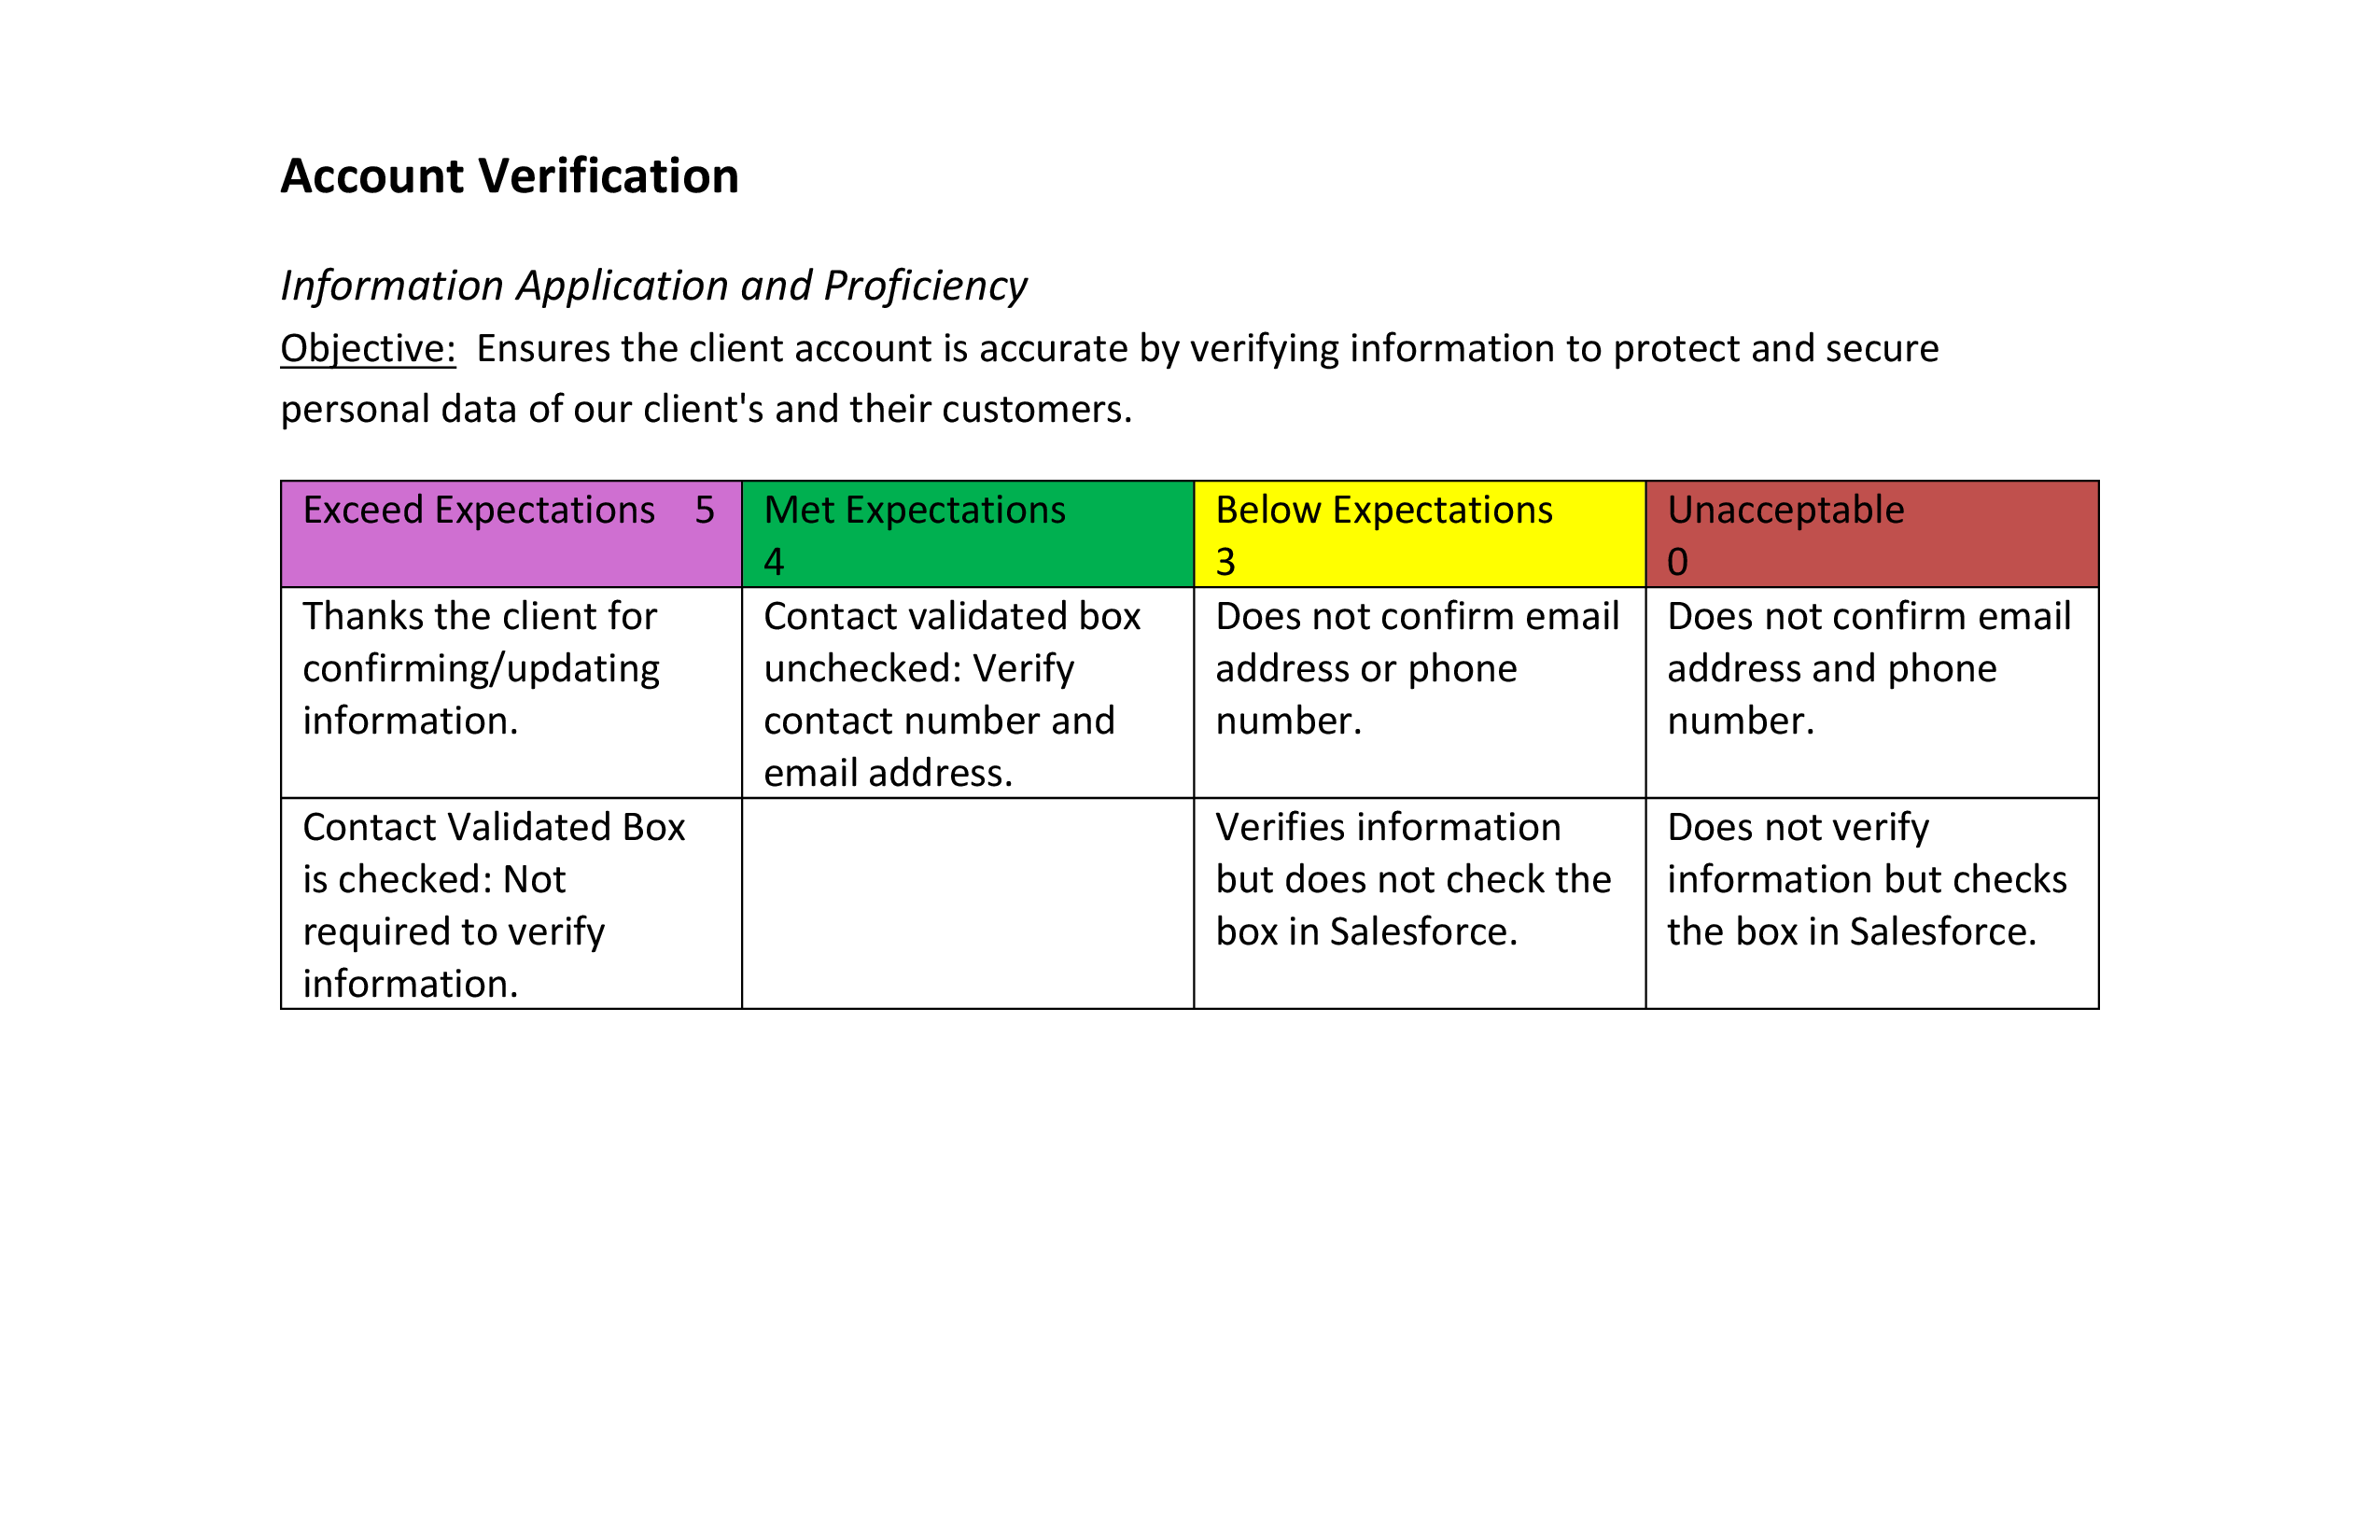 Account Verification
Information Application and Proficiency
Objective:  Ensures the client account is accurate by verifying information to protect and secure
personal data of our client's and their customers.
Exceed Expectations    5
Met Expectations
4
Below Expectations
3
Unacceptable
0
Thanks the client for
confirming/updating
information.
Contact validated box
unchecked: Verify
contact number and
email address.
Does not confirm email
address or phone
number.
Does not confirm email
address and phone
number.
Contact Validated Box
is checked: Not
required to verify
information.
Verifies information
but does not check the
box in Salesforce.
Does not verify
information but checks
the box in Salesforce.